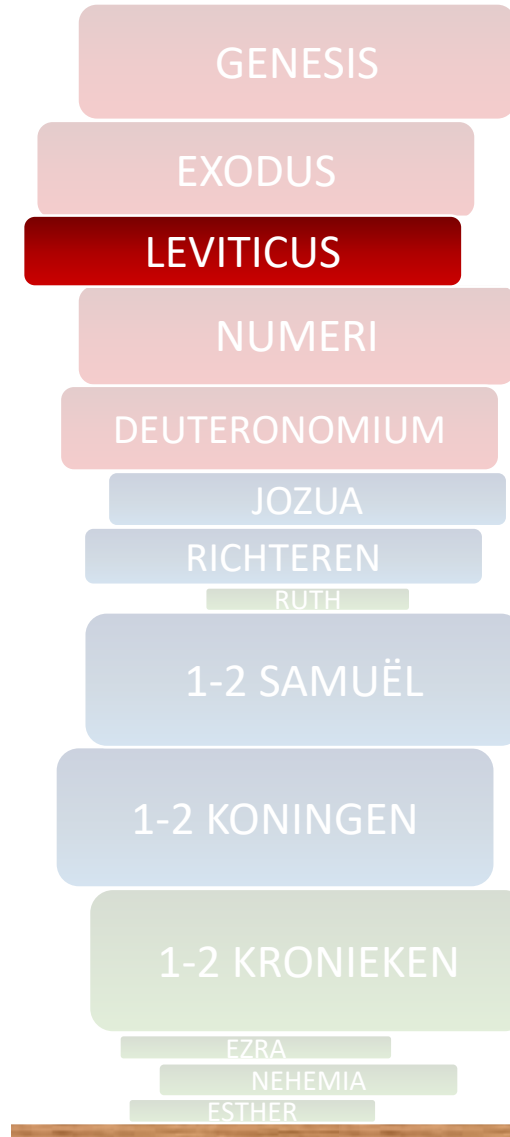 GENESIS
EXODUS
LEVITICUS
NUMERI
DEUTERONOMIUM
JOZUA
RICHTEREN
RUTH
1-2 SAMUËL
1-2 KONINGEN
1-2 KRONIEKEN
EZRA
NEHEMIA
ESTHER